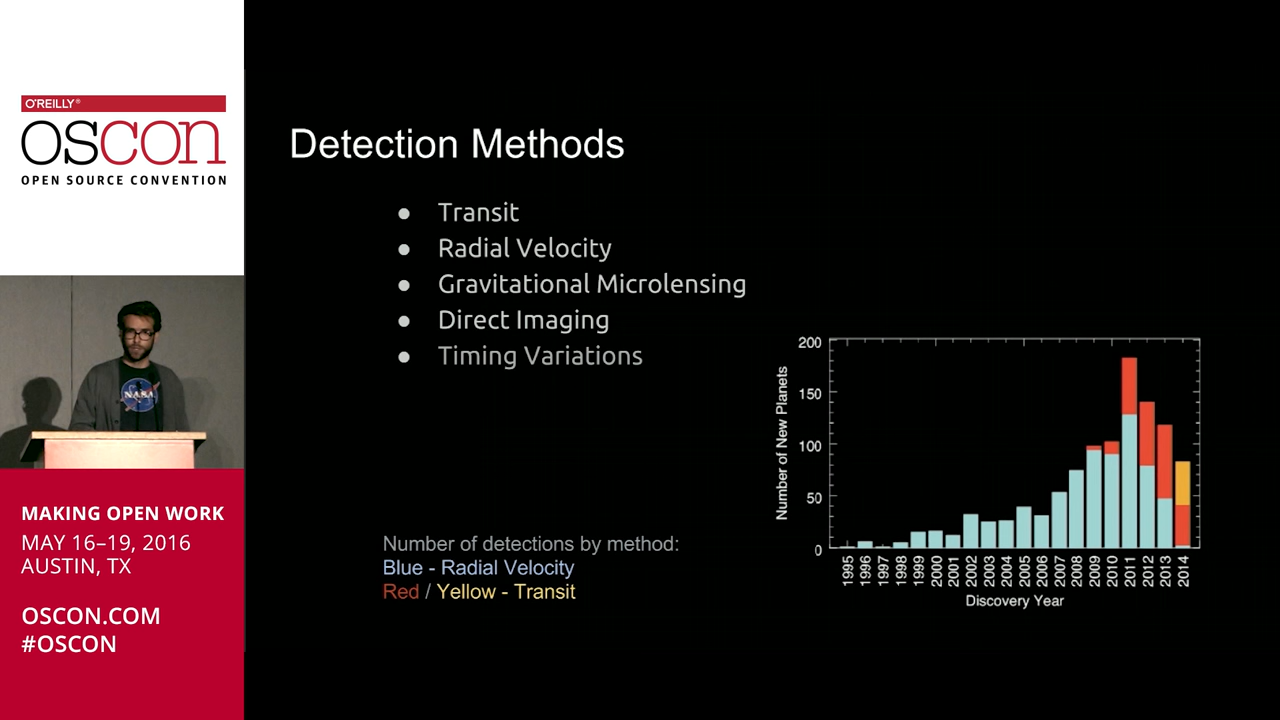 O'REILLY®
OSCON
OPEN SOURCE CONVENTION
NASA
MAKING OPEN WORK
MAY 16–19, 2016
AUSTIN, TX
OSCON.COM
#OSCON
Detection Methods
● Transit
● Radial Velocity
● Gravitational Microlensing
● Direct Imaging
● Timing Variations
Number of detections by method:
Blue - Radial Velocity
Red / Yellow - Transit
Number of New Planets
200
150
100
50
0
1995 1996 1997 1998 1999 2000 2001 2002 2003 2004 2005 2006 2007 2008 2009 2010 2011 2012 2013 2014
Discovery Year